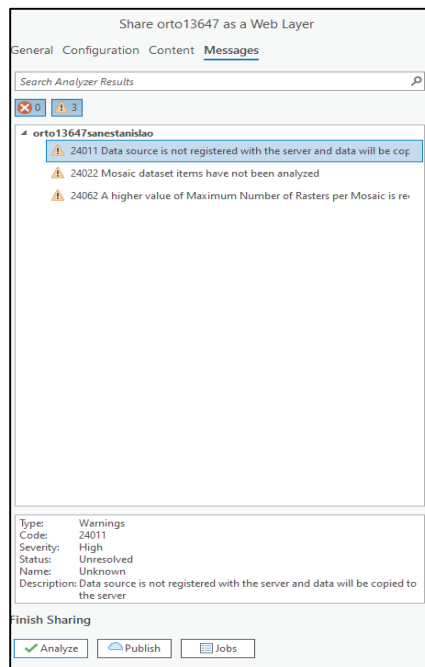 Share orto13647 as a Web Layer
General Configuration Content Messages
Search Analyzer Results
0 3
orto13647sanestanislao
24011 Data source is not registered with the server and data will be cop
24022 Mosaic dataset items have not been analyzed
24062 A higher value of Maximum Number of Rasters per Mosaic is re
Type: Warnings
Code: 24011
Severity: High
Status: Unresolved
Name: Unknown
Description: Data source is not registered with the server and data will be copied to
the server
Finish Sharing
Analyze Publish Jobs